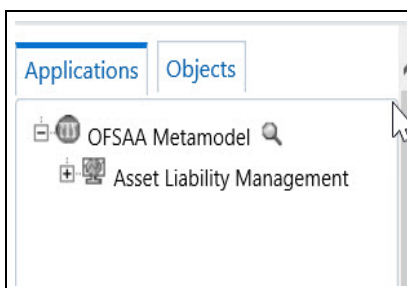 Applications Objects
OFSAA Metamodel
Asset Liability Management